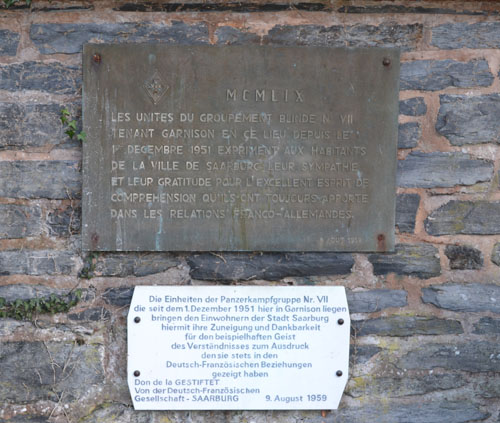 MCMLIX
LES UNITES DU GROUPEMENT BLINDE N. VII
TENANT GARNISON EN CE LIEU DEPUIS LE
1er DECEMBRE 1951 EXPRIMENT AUX HABITANTS
DE LA VILLE DE SAARBURG LEUR SYMPATHIE
ET LEUR GRATITUDE POUR L'EXCELLENT ESPRIT DE
COMPREHENSION QU'ILS ONT TOUJOURS APPORTE
DANS LES RELATIONS FRANCO-ALLEMANDES.
9 AOUT 1959
Die Einheiten der Panzerkampfgruppe Nr. VII
die seit dem 1. Dezember 1951 hier in Garnison liegen
bringen den Einwohnern der Stadt Saarburg
hiermit ihre Zuneigung und Dankbarkeit
für den beispielhaften Geist
des Verständnisses zum Ausdruck
den sie stets in den
Deutsch-Französischen Beziehungen
gezeigt haben
Don de la GESTIFTET
Von der Deutsch-Französischen
Gesellschaft - SAARBURG 9. August 1959